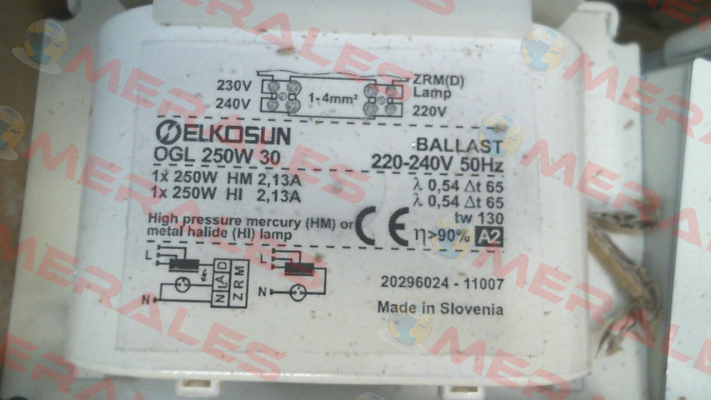 230V
240V
1-4mm²
ZRM(D)
Lamp
220V
ELKOSUN
BALLAST
OGL 250W 30
220-240V 50Hz
1x 250W HM 2,13A
λ 0,54 Δt 65
1x 250W HI 2,13A
λ 0,54 Δt 65
tw 130
High pressure mercury (HM) or
metal halide (HI) lamp
CE
η>90% A2
L
N
N LA D
ZRM
L
N
20296024 - 11007
Made in Slovenia
MERALES